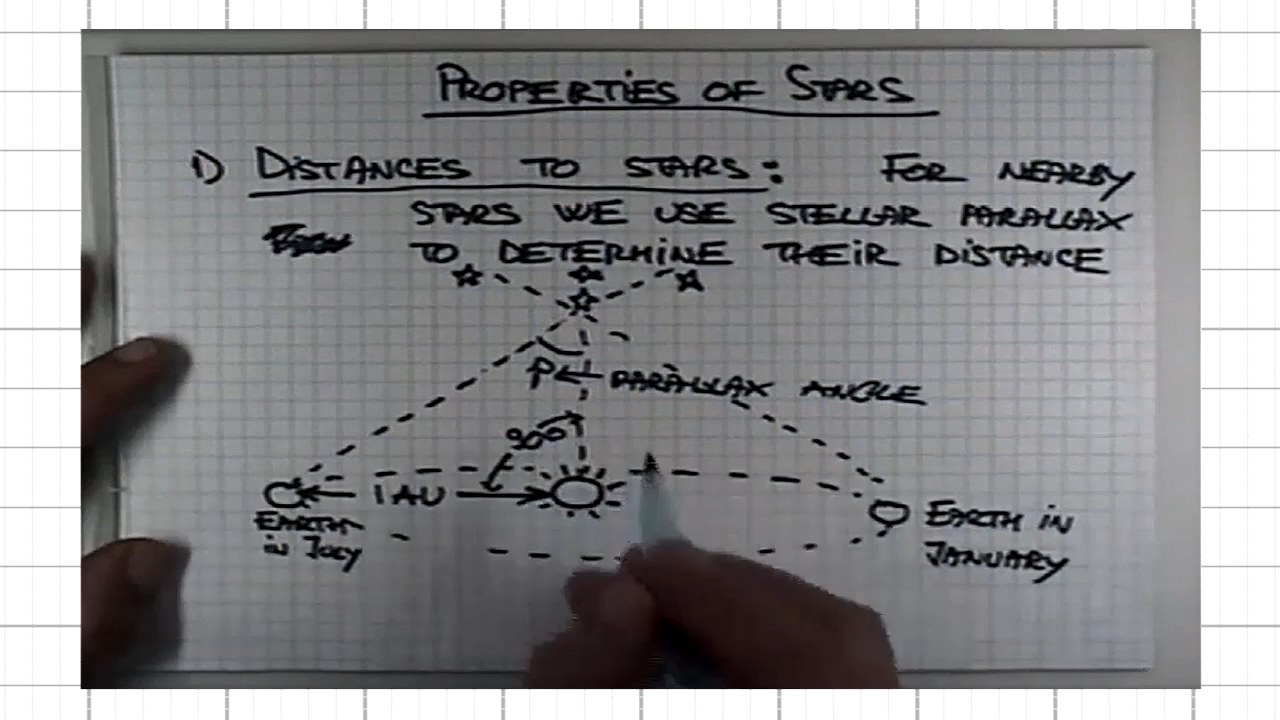 PROPERTIES OF STARS
1) DISTANCES TO STARS: FOR NEARBY
STARS WE USE STELLAR PARALLAX
TO DETERMINE THEIR DISTANCE
P ← PARALLAX ANGLE
90°
1 AU
EARTH
IN JULY
EARTH IN
JANUARY